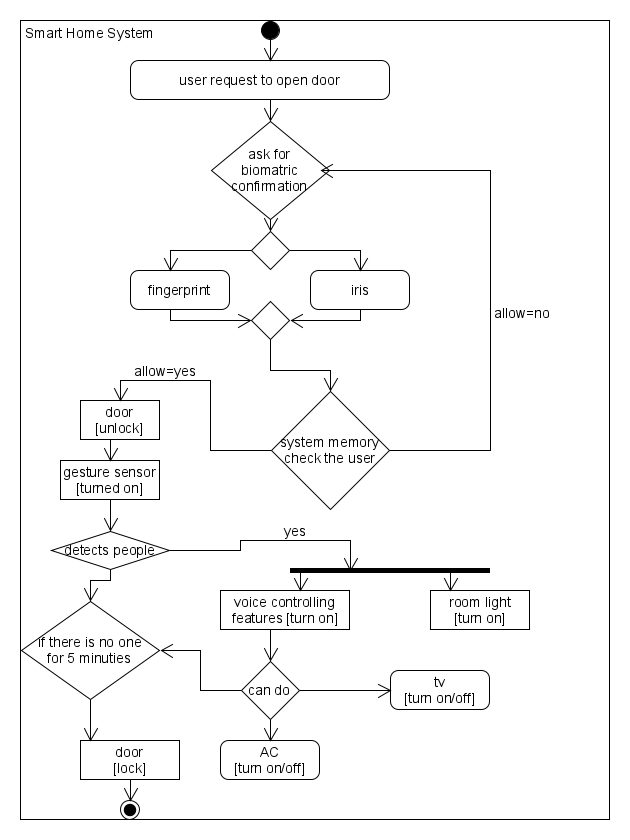 Smart Home System
user request to open door
ask for
biomatric
confirmation
fingerprint
iris
allow=no
allow=yes
door
[unlock]
system memory
check the user
gesture sensor
[turned on]
yes
detects people
voice controlling
features [turn on]
room light
[turn on]
if there is no one
for 5 minuties
can do
tv
[turn on/off]
door
[lock]
AC
[turn on/off]